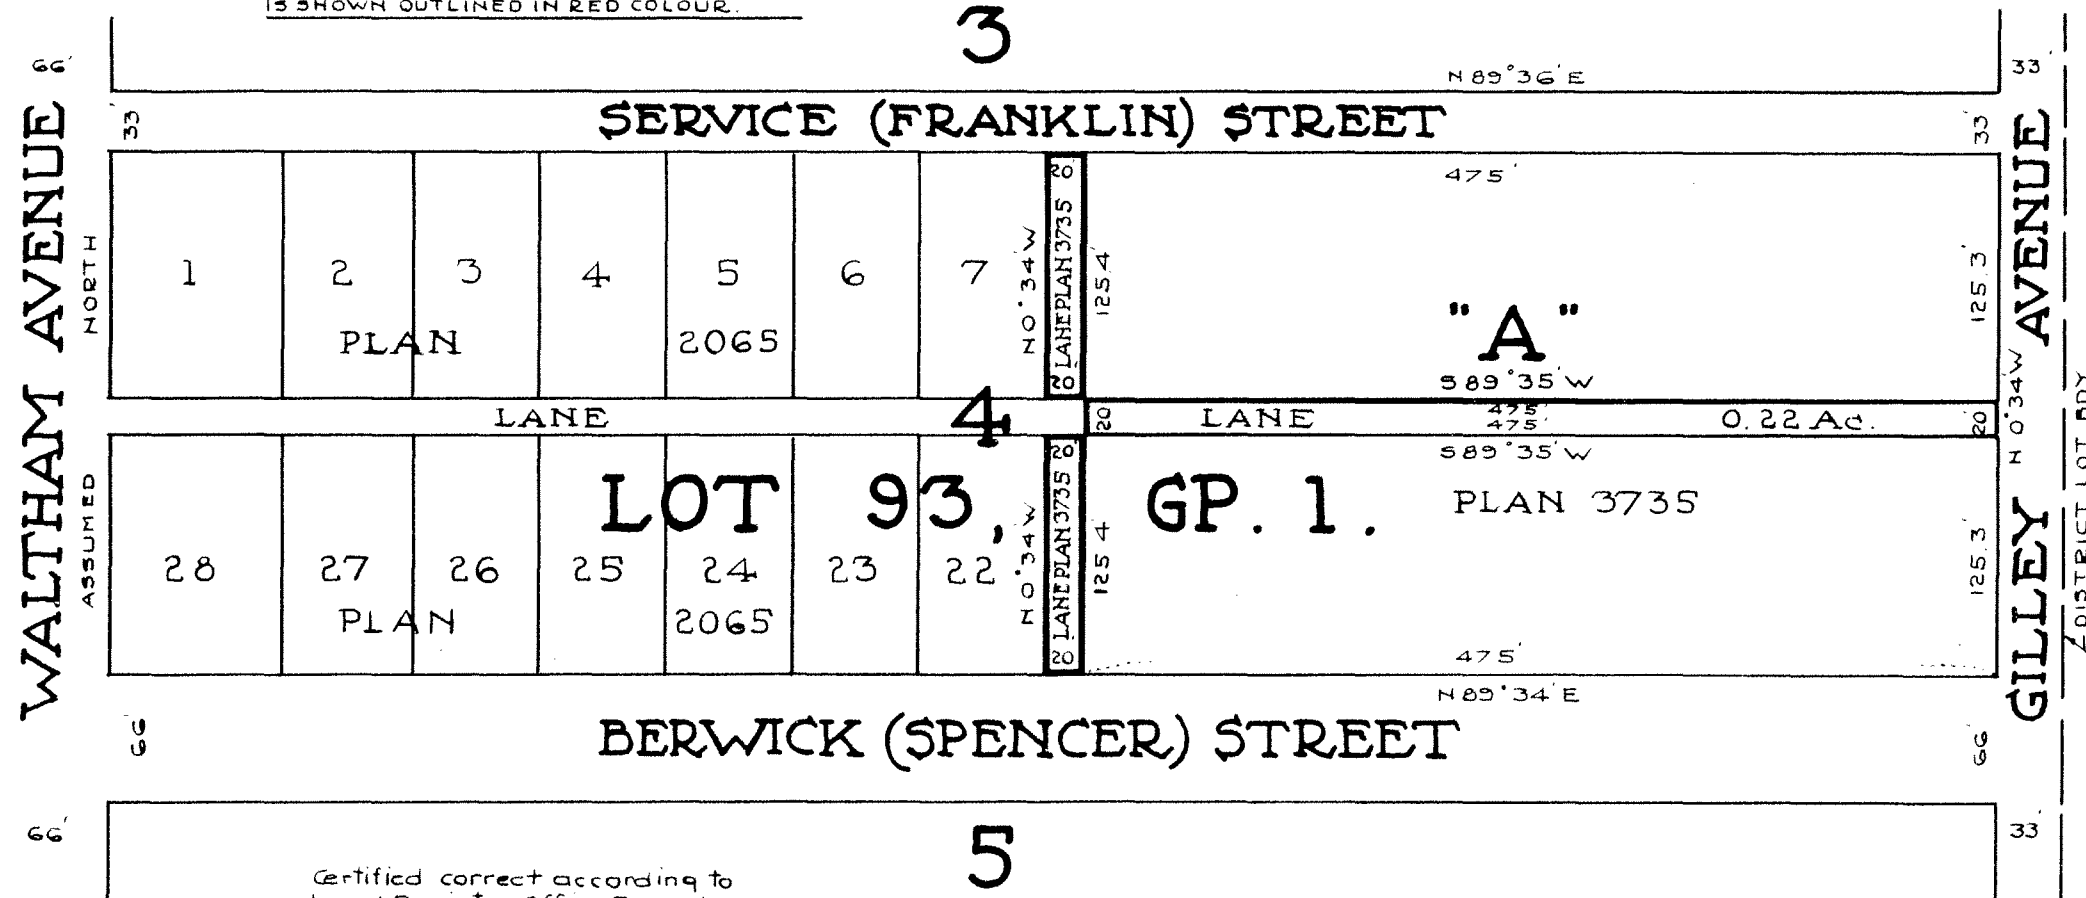 IS SHOWN OUTLINED IN RED COLOUR.
3
66'
N 89°36' E
33'
33'
SERVICE (FRANKLIN) STREET
33'
WALTHAM AVENUE
NORTH
ASSUMED
1
2
3
4
5
6
7
PLAN 2065
N 0°34' W
20'
LANE PLAN 3735
20'
125.4'
475'
"A"
125.3'
S 89°35' W
GILLEY AVENUE
N 0°34' W
DISTRICT LOT BDY
LANE
4
20'
LANE
475'
475'
0.22 Ac.
20'
S 89°35' W
LOT 93, GP. 1.
PLAN 3735
28
27
26
25
24
23
22
PLAN 2065
N 0°34' W
20'
LANE PLAN 3735
20'
125.4'
125.3'
475'
N 89°34' E
66'
BERWICK (SPENCER) STREET
66'
66'
5
33'
Certified correct according to